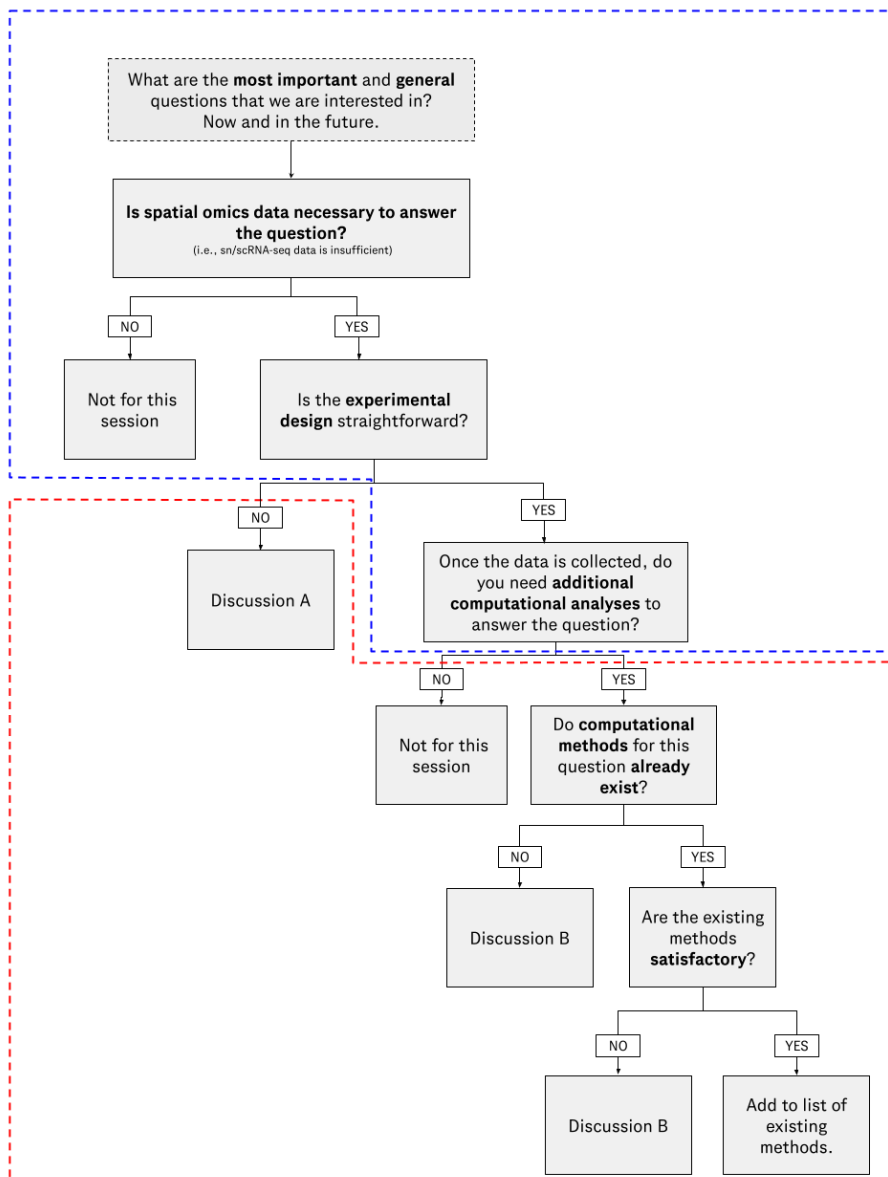 What are the most important and general
questions that we are interested in?
Now and in the future.
Is spatial omics data necessary to answer
the question?
(i.e., sn/scRNA-seq data is insufficient)
NO
YES
Not for this
session
Is the experimental
design straightforward?
NO
YES
Discussion A
Once the data is collected, do
you need additional
computational analyses to
answer the question?
NO
YES
Not for this
session
Do computational
methods for this
question already
exist?
NO
YES
Discussion B
Are the existing
methods
satisfactory?
NO
YES
Discussion B
Add to list of
existing
methods.